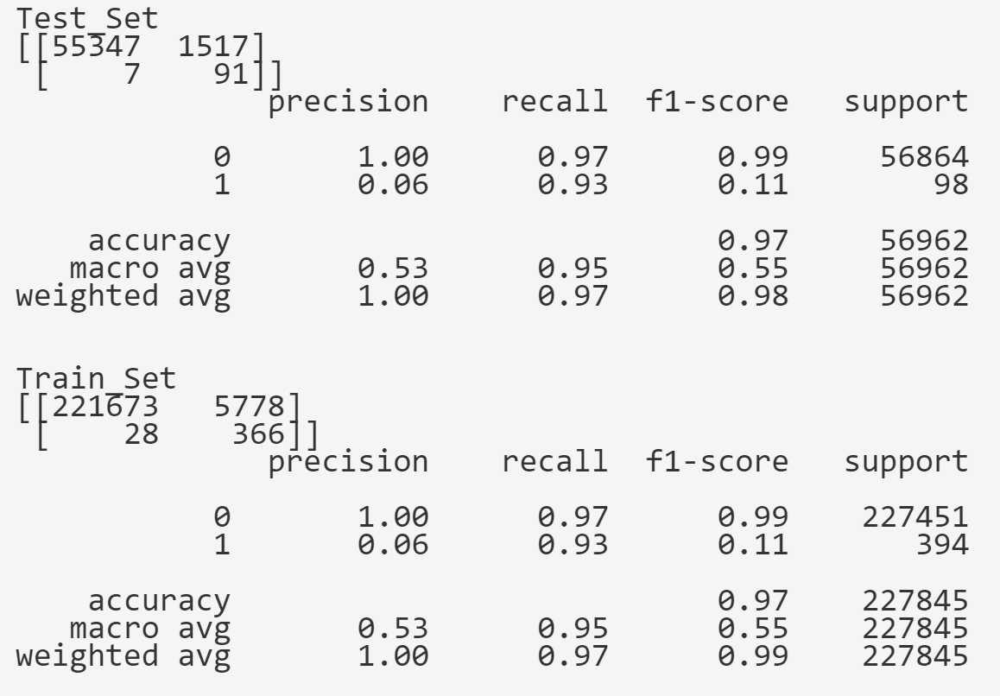 Test_Set
[[55347  1517]
 [    7    91]]
              precision    recall  f1-score   support

           0       1.00      0.97      0.99     56864
           1       0.06      0.93      0.11        98

    accuracy                           0.97     56962
   macro avg       0.53      0.95      0.55     56962
weighted avg       1.00      0.97      0.98     56962

Train_Set
[[221673   5778]
 [    28    366]]
              precision    recall  f1-score   support

           0       1.00      0.97      0.99    227451
           1       0.06      0.93      0.11       394

    accuracy                           0.97    227845
   macro avg       0.53      0.95      0.55    227845
weighted avg       1.00      0.97      0.99    227845